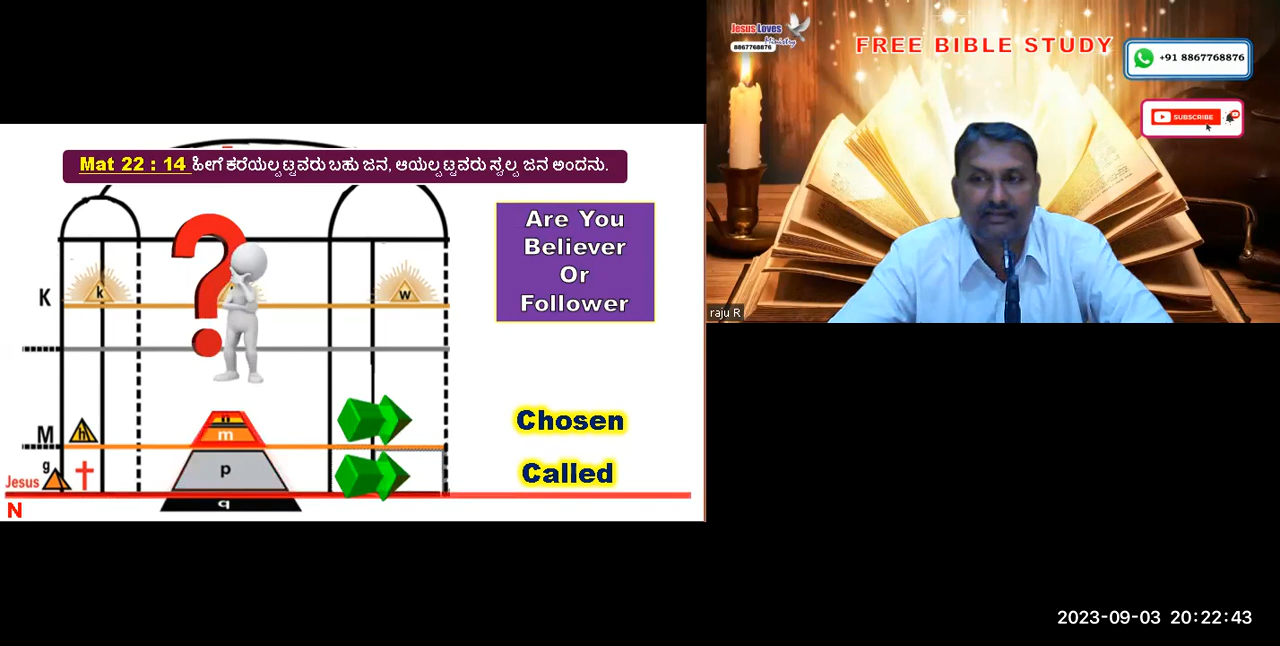 Mat 22 : 14 ಹೀಗೆ ಕರೆಯಲ್ಪಟ್ಟವರು ಬಹು ಜನ, ಆಯಲ್ಪಟ್ಟವರು ಸ್ವಲ್ಪ ಜನ ಅಂದನು.
Are You
Believer
Or
Follower
K
k
w
Chosen
n
m
M
h
g
p
Called
Jesus
q
N
Jesus Loves
Ministry
8867768876
FREE BIBLE STUDY
+91 8867768876
SUBSCRIBE
raju R
2023-09-03 20:22:43